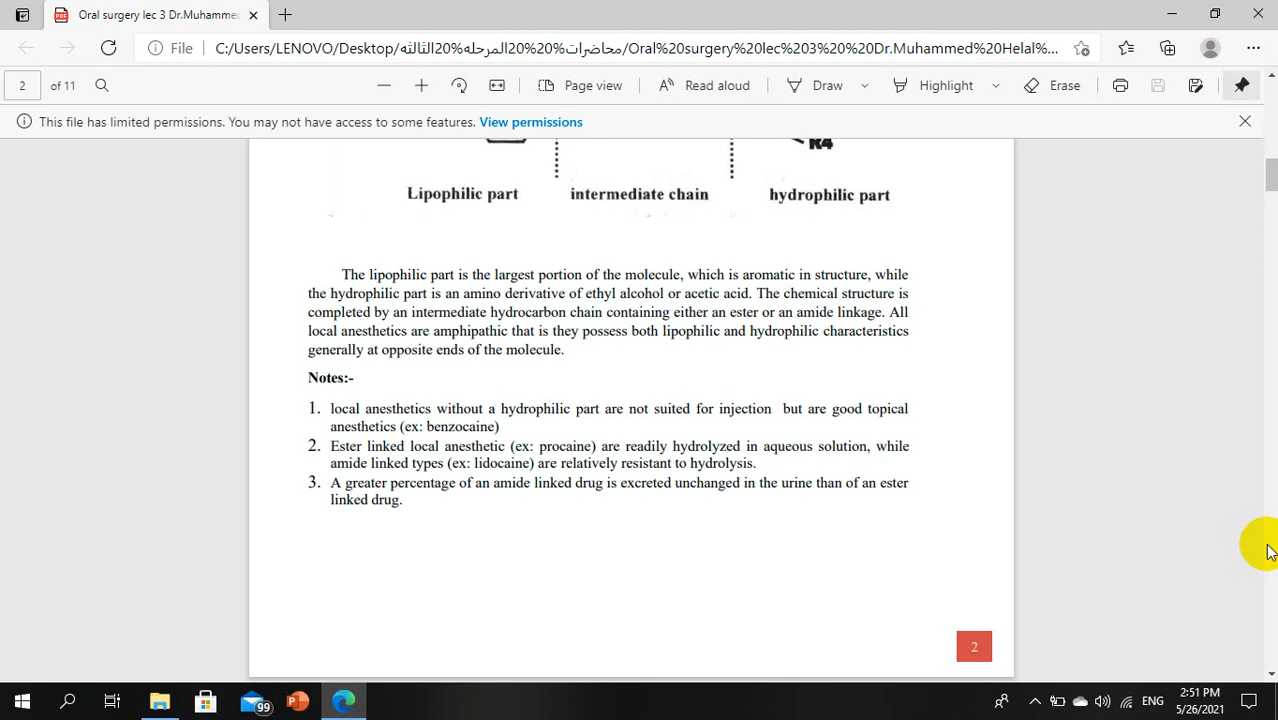 Oral surgery lec 3 Dr.Muhammed
File
C:/Users/LENOVO/Desktop/محاضرات%20%20المرحله%20الثالثه/Oral%20surgery%20lec%203%20%20Dr.Muhammed%20Helal%...
2 of 11
Page view
Read aloud
Draw
Highlight
Erase
This file has limited permissions. You may not have access to some features. View permissions
R4
Lipophilic part intermediate chain hydrophilic part
The lipophilic part is the largest portion of the molecule, which is aromatic in structure, while
the hydrophilic part is an amino derivative of ethyl alcohol or acetic acid. The chemical structure is
completed by an intermediate hydrocarbon chain containing either an ester or an amide linkage. All
local anesthetics are amphipathic that is they possess both lipophilic and hydrophilic characteristics
generally at opposite ends of the molecule.
Notes:-
1. local anesthetics without a hydrophilic part are not suited for injection but are good topical
anesthetics (ex: benzocaine)
2. Ester linked local anesthetic (ex: procaine) are readily hydrolyzed in aqueous solution, while
amide linked types (ex: lidocaine) are relatively resistant to hydrolysis.
3. A greater percentage of an amide linked drug is excreted unchanged in the urine than of an ester
linked drug.
2
99
ENG
2:51 PM
5/26/2021